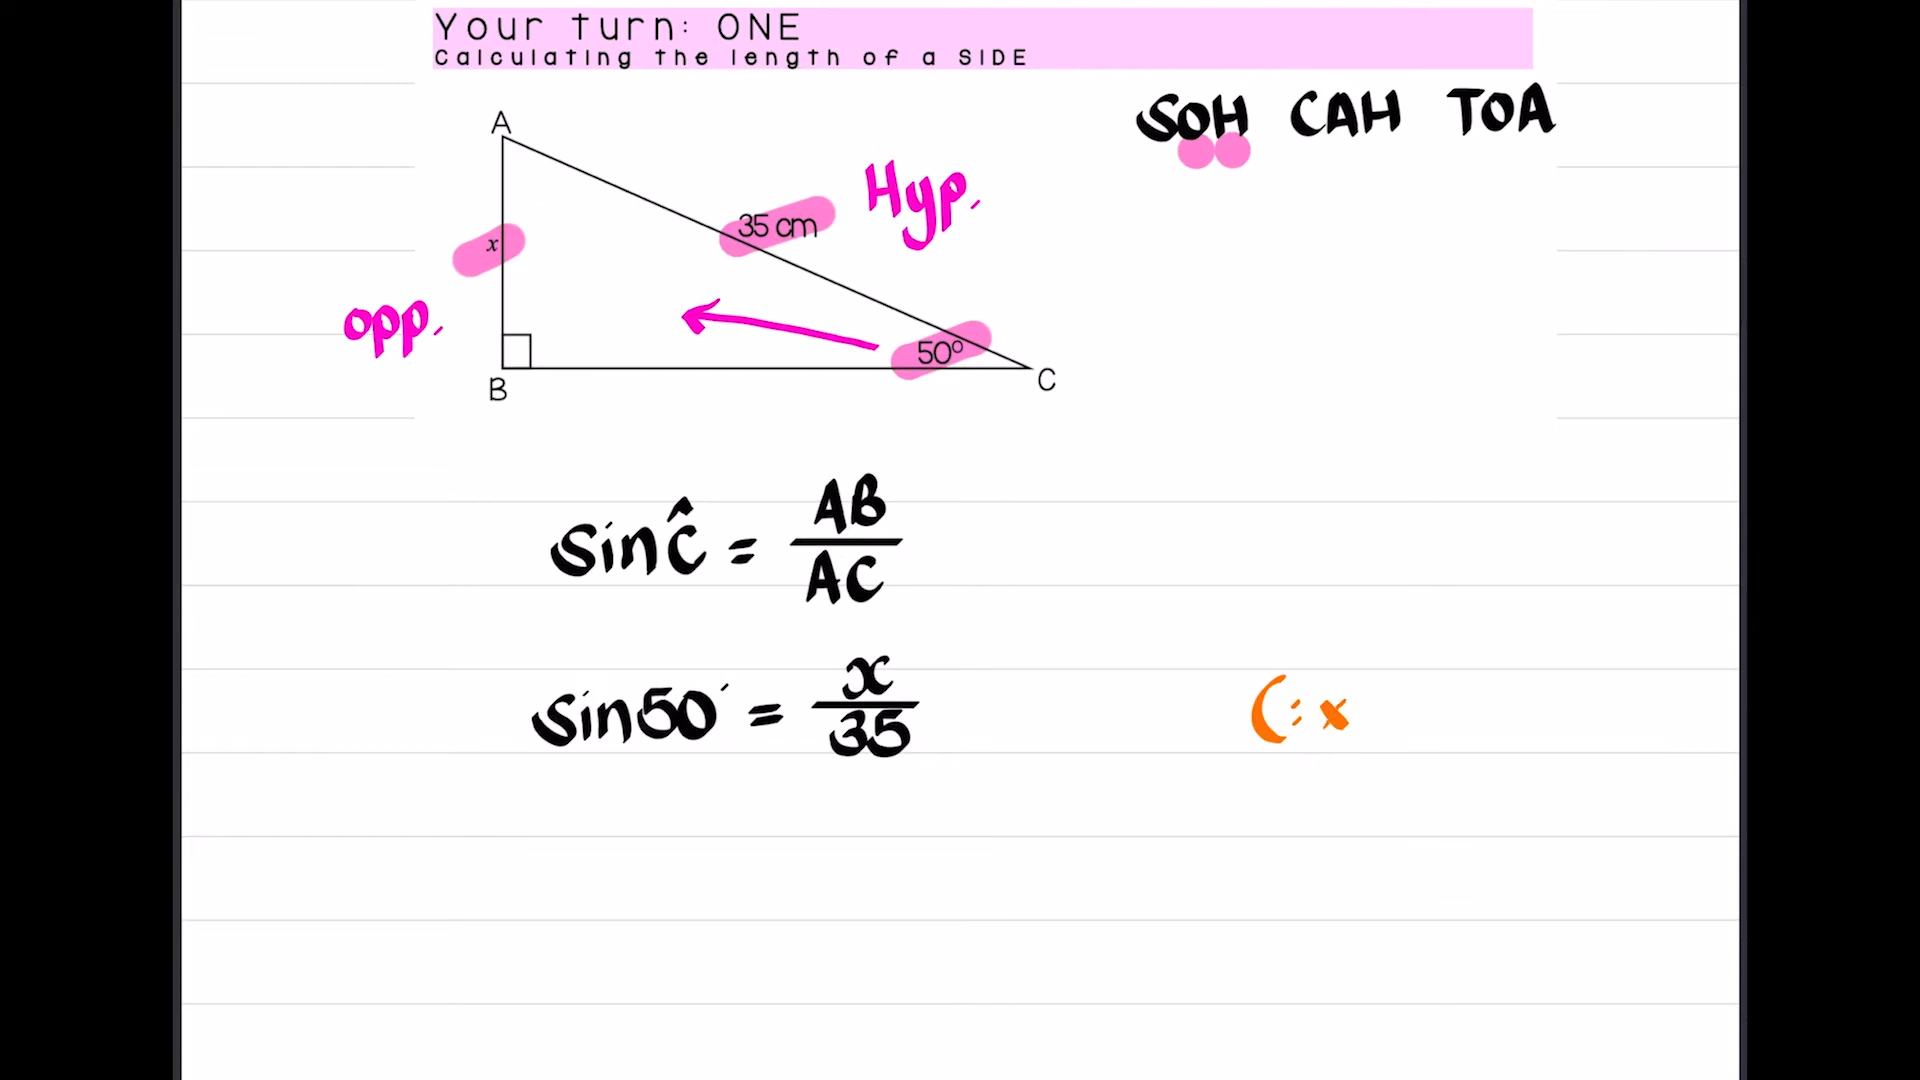 Your turn: ONE
Calculating the length of a SIDE
SOH CAH TOA
A
Hyp.
35 cm
x
opp.
50°
B
C
sin Ĉ = AB/AC
sin50° = x/35
(÷ x